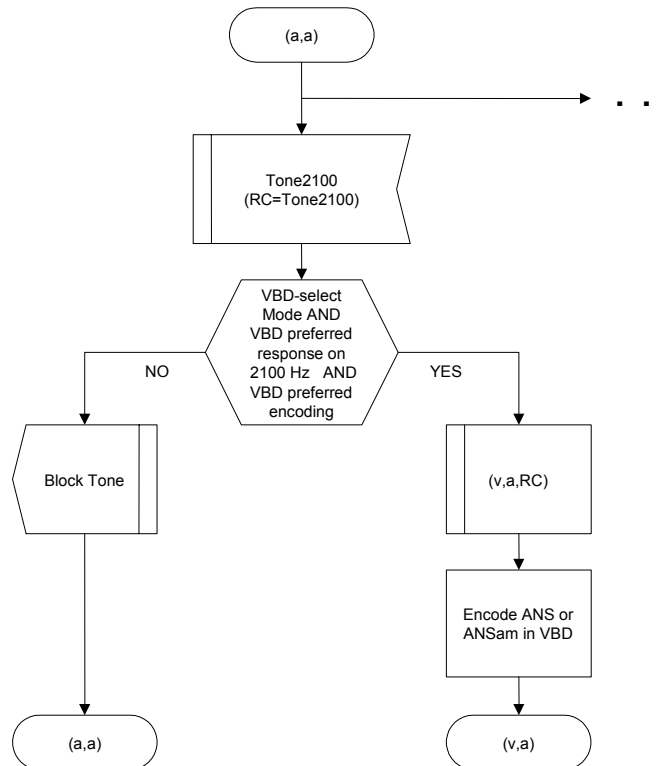 (a,a)
. .
Tone2100
(RC=Tone2100)
VBD-select
Mode AND
VBD preferred
response on
2100 Hz AND
VBD preferred
encoding
NO
YES
Block Tone
(v,a,RC)
Encode ANS or
ANSam in VBD
(a,a)
(v,a)